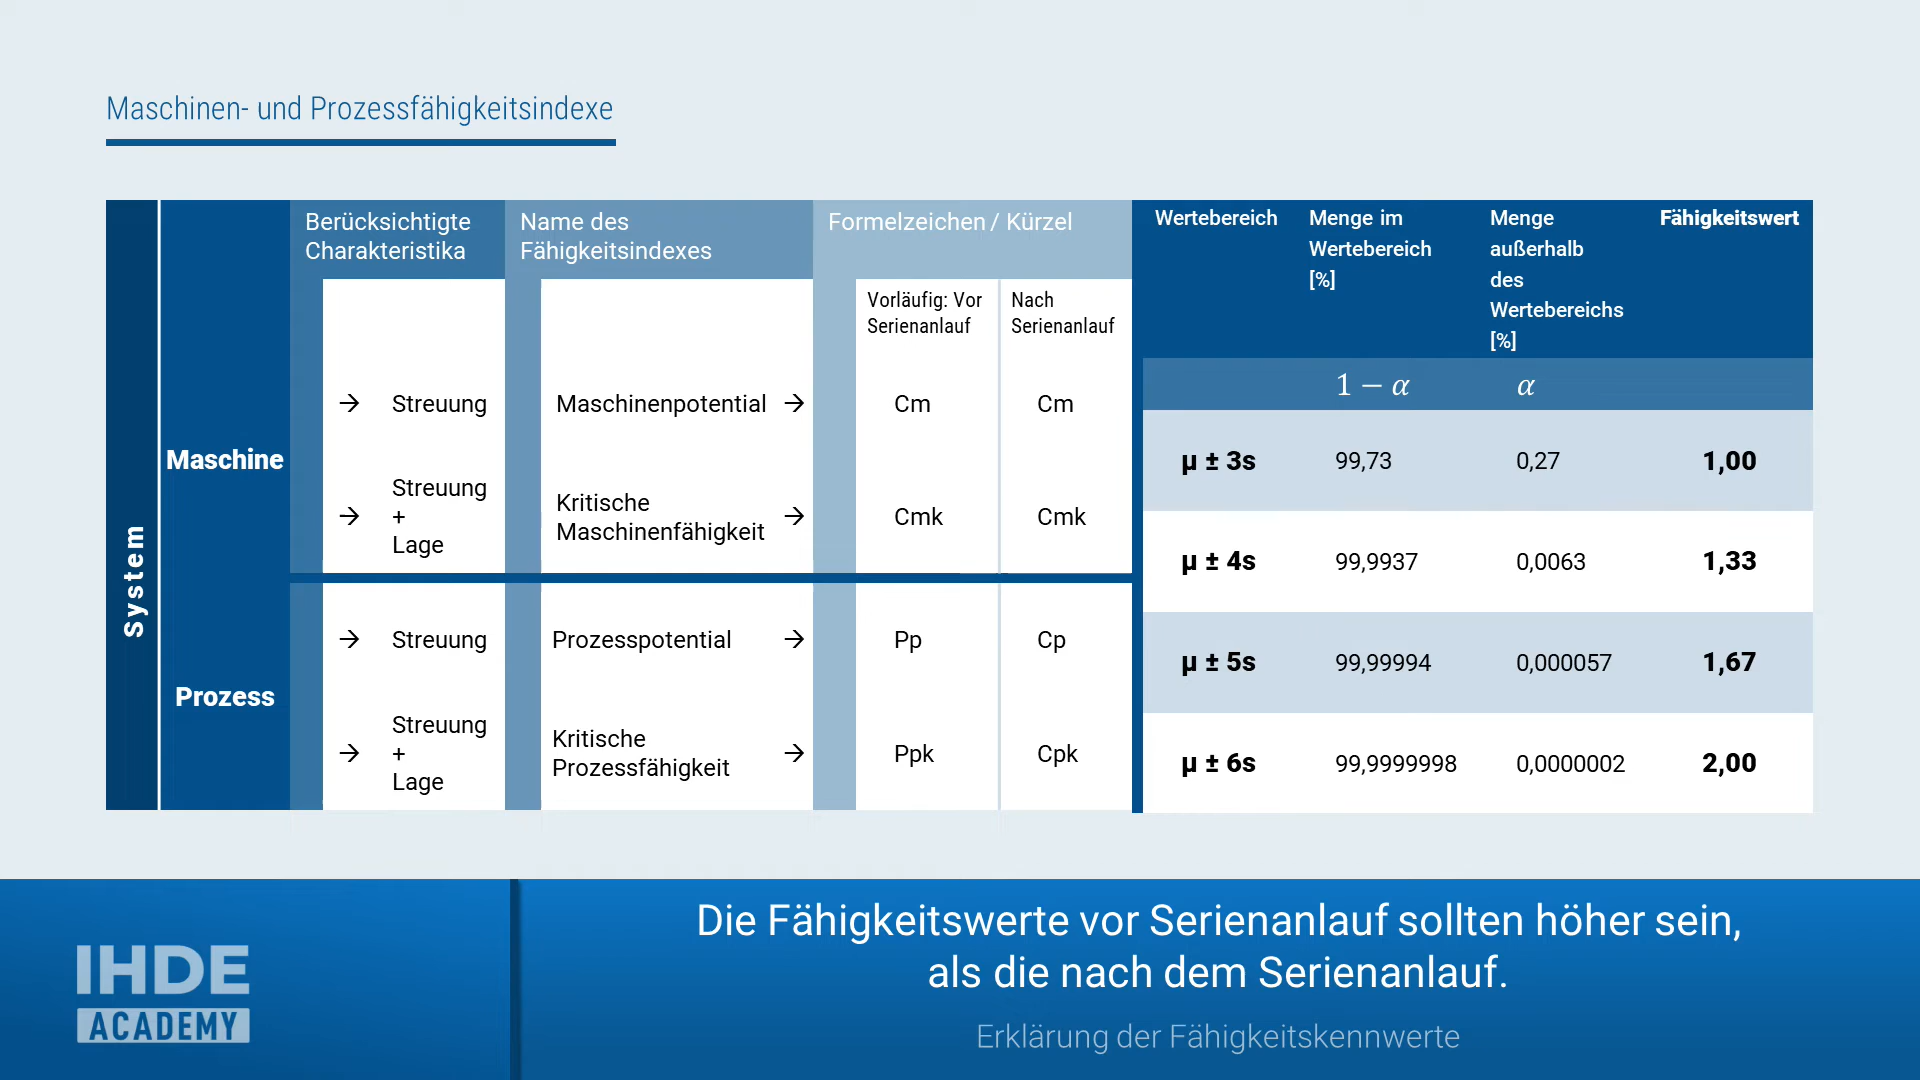 Maschinen- und Prozessfähigkeitsindexe
Berücksichtigte
Charakteristika
Name des
Fähigkeitsindexes
Formelzeichen / Kürzel
Vorläufig: Vor
Serienanlauf
Nach
Serienanlauf
System
Maschine
→ Streuung Maschinenpotential → Cm Cm
→ Streuung
+
Lage
Kritische
Maschinenfähigkeit
→ Cmk Cmk
Prozess
→ Streuung Prozesspotential → Pp Cp
→ Streuung
+
Lage
Kritische
Prozessfähigkeit
→ Ppk Cpk
Wertebereich
Menge im
Wertebereich
[%]
Menge
außerhalb
des
Wertebereichs
[%]
Fähigkeitswert
1 − α α
µ ± 3s 99,73 0,27 1,00
µ ± 4s 99,9937 0,0063 1,33
µ ± 5s 99,99994 0,000057 1,67
µ ± 6s 99,9999998 0,0000002 2,00
IHDE
ACADEMY
Die Fähigkeitswerte vor Serienanlauf sollten höher sein,
als die nach dem Serienanlauf.
Erklärung der Fähigkeitskennwerte